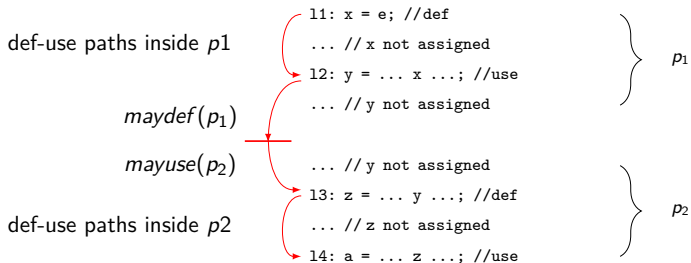 l1: x = e; //def
def-use paths inside p1
... // x not assigned
l2: y = ... x ...; //use
p1
... // y not assigned
maydef(p1)
mayuse(p2)
... // y not assigned
l3: z = ... y ...; //def
p2
def-use paths inside p2
... // z not assigned
l4: a = ... z ...; //use